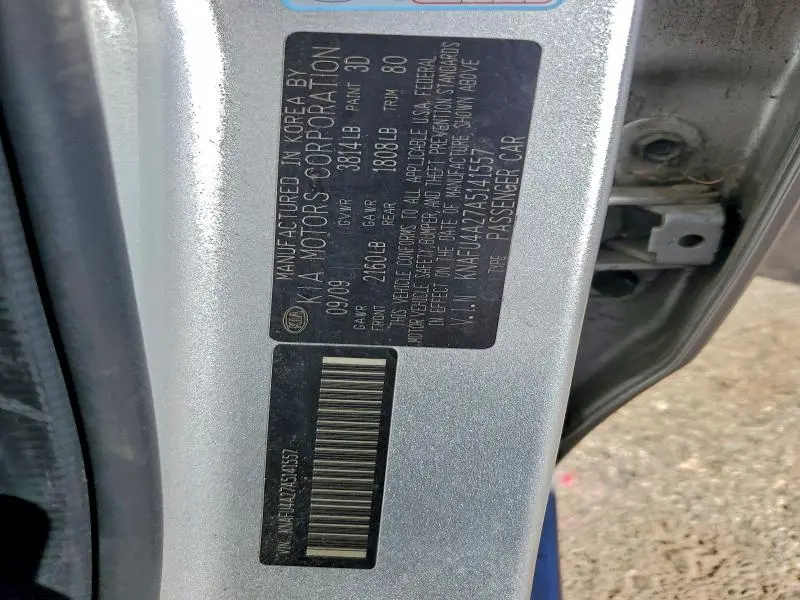 MANUFACTURED IN KOREA BY
KIA MOTORS CORPORATION
KIA
09/09 GVWR 3814LB PAINT 3D
GAWR FRONT 2160LB GAWR REAR 1808LB TRIM 80
THIS VEHICLE CONFORMS TO ALL APPLICABLE U.S.A. FEDERAL
MOTOR VEHICLE SAFETY, BUMPER, AND THEFT PREVENTION STANDARDS
IN EFFECT ON THE DATE OF MANUFACTURE SHOWN ABOVE
V.I.N KNAFU4A27A5141557
TYPE PASSENGER CAR
VIN: KNAFU4A27A5141557